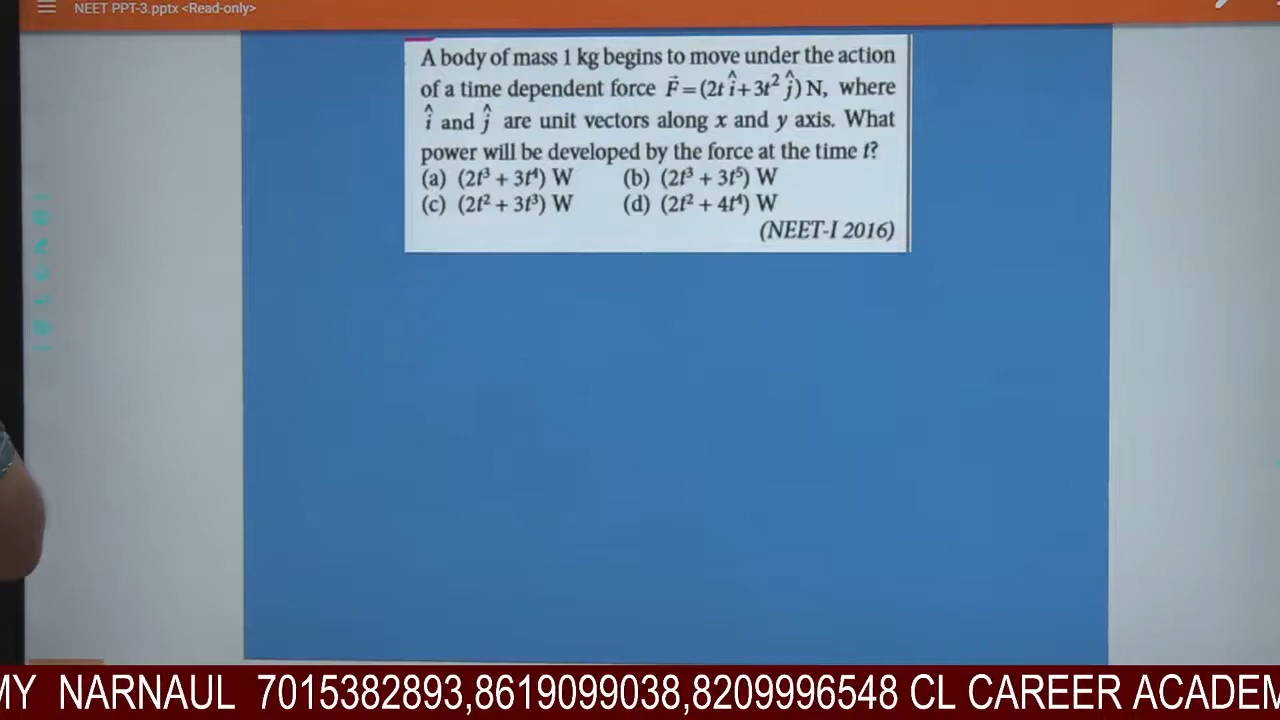 NEET PPT-3.pptx <Read-only>
A body of mass 1 kg begins to move under the action
of a time dependent force F⃗ = (2t î + 3t² ĵ) N, where
î and ĵ are unit vectors along x and y axis. What
power will be developed by the force at the time t?
(a) (2t³ + 3t⁴) W (b) (2t³ + 3t⁵) W
(c) (2t² + 3t³) W (d) (2t² + 4t⁴) W
(NEET-I 2016)
MY NARNAUL 7015382893,8619099038,8209996548 CL CAREER ACADEM